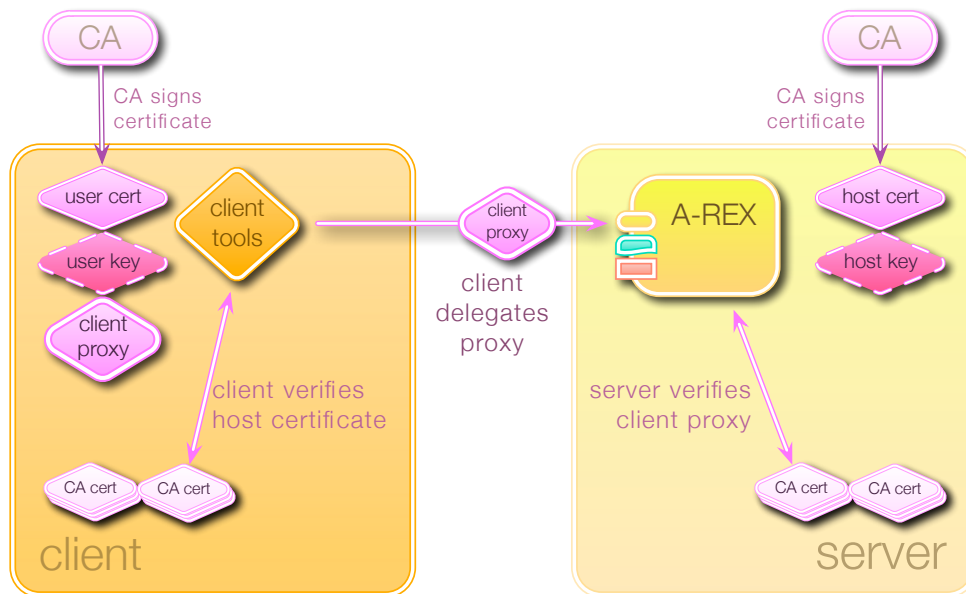 CA
CA
CA signs
certificate
CA signs
certificate
user cert
user key
client
proxy
client
tools
client
proxy
client
delegates
proxy
A-REX
host cert
host key
client verifies
host certificate
server verifies
client proxy
CA cert
CA cert
CA cert
CA cert
client
server